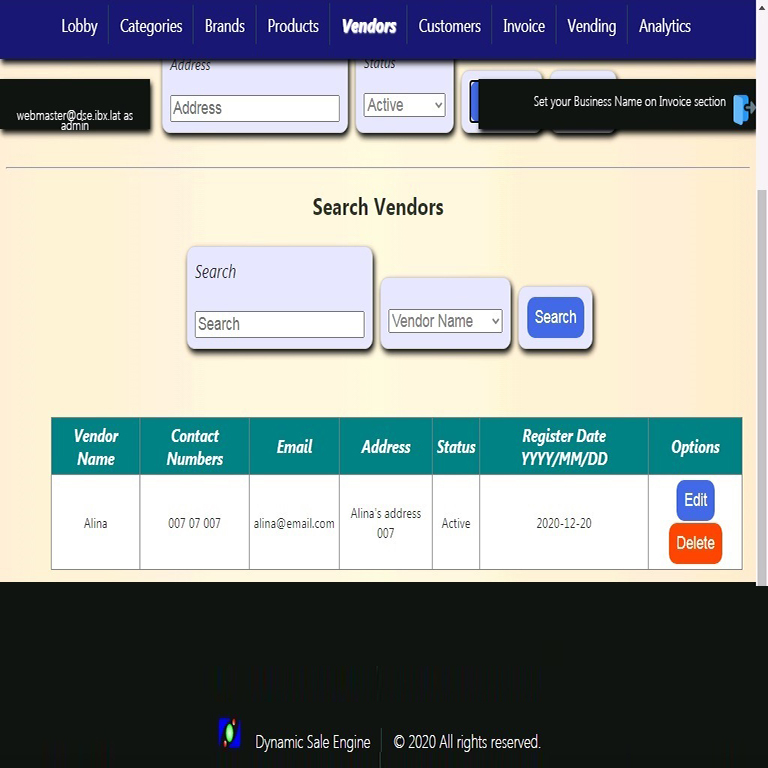 Lobby Categories Brands Products Vendors Customers Invoice Vending Analytics
Address Status
Address Active
webmaster@dse.ibx.lat as
admin
Set your Business Name on Invoice section
Search Vendors
Search
Search Vendor Name Search
Vendor Name Contact Numbers Email Address Status Register Date YYYY/MM/DD Options
Alina 007 07 007 alina@email.com Alina's address 007 Active 2020-12-20 Edit
Delete
Dynamic Sale Engine © 2020 All rights reserved.